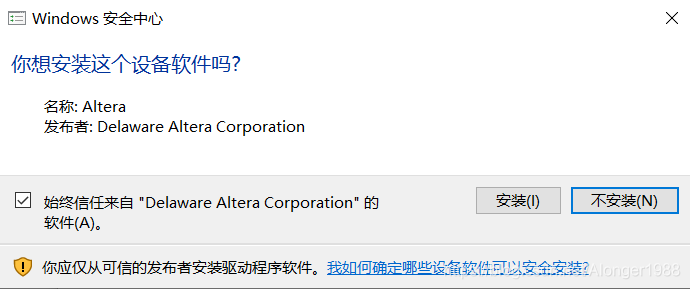 Windows 安全中心
你想安装这个设备软件吗?
名称: Altera
发布者: Delaware Altera Corporation
始终信任来自 "Delaware Altera Corporation" 的
软件(A)。
安装(I)
不安装(N)
你应仅从可信的发布者安装驱动程序软件。我如何确定哪些设备软件可以安全安装?